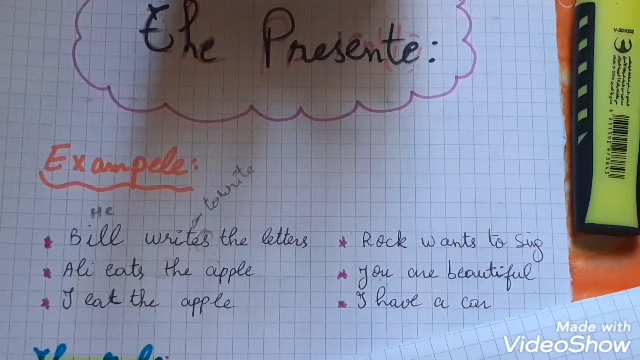 The Presente:
Exampele:
to write
He
* Bill writes the letters
* Ali eats the apple
* I eat the apple
* Rock wants to sig
* You are beautiful
* I have a car
Made with
VideoShow